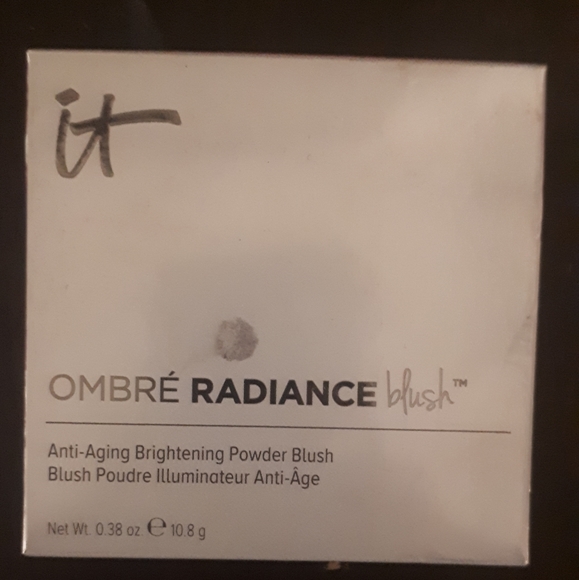 it
OMBRÉ RADIANCE blush™
Anti-Aging Brightening Powder Blush
Blush Poudre Illuminateur Anti-Âge
Net Wt. 0.38 oz. ℮ 10.8 g